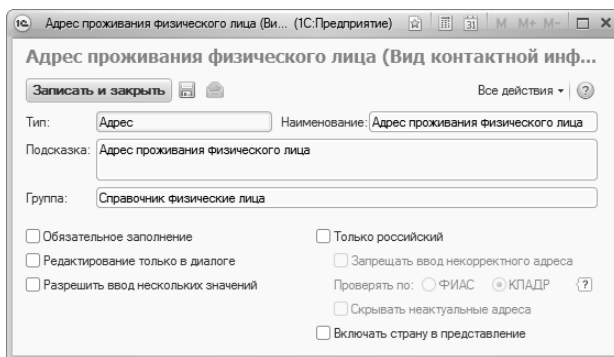 1С Адрес проживания физического лица (Ви... (1С:Предприятие) 31 M M+ M-
Адрес проживания физического лица (Вид контактной инф...
Записать и закрыть Все действия ?
Тип: Адрес Наименование: Адрес проживания физического лица
Подсказка: Адрес проживания физического лица
Группа: Справочник физические лица
Обязательное заполнение Только российский
Редактирование только в диалоге Запрещать ввод некорректного адреса
Разрешить ввод нескольких значений Проверять по: ФИАС КЛАДР ?
Скрывать неактуальные адреса
Включать страну в представление